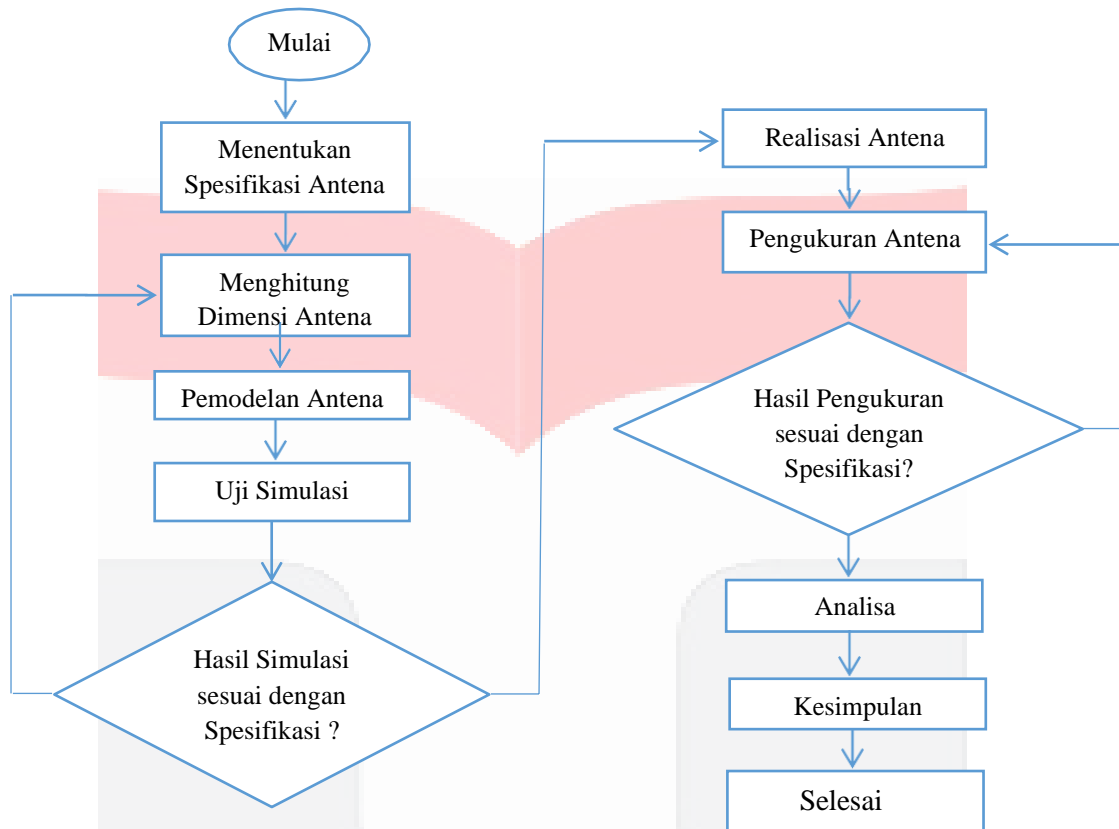 Mulai
Menentukan
Spesifikasi Antena
Menghitung
Dimensi Antena
Pemodelan Antena
Uji Simulasi
Hasil Simulasi
sesuai dengan
Spesifikasi ?
Realisasi Antena
Pengukuran Antena
Hasil Pengukuran
sesuai dengan
Spesifikasi?
Analisa
Kesimpulan
Selesai